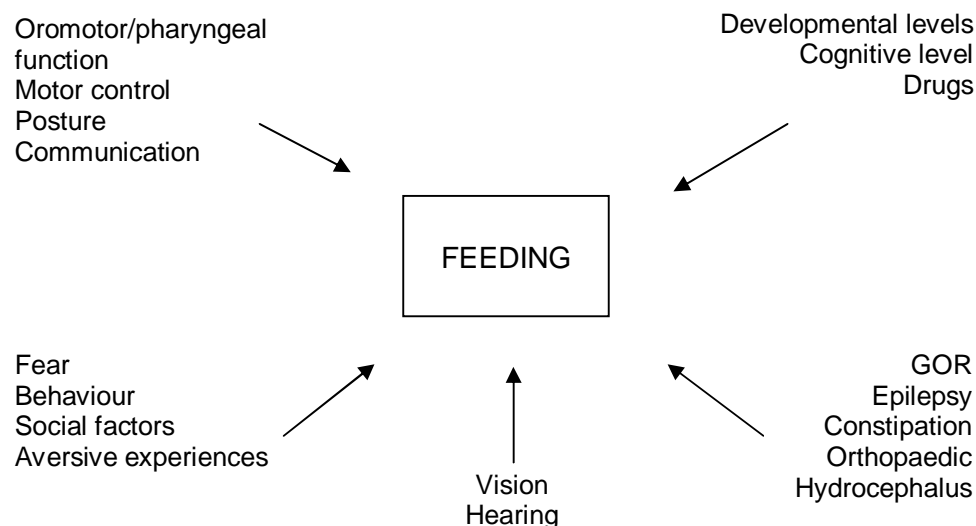 Oromotor/pharyngeal
function
Motor control
Posture
Communication
Developmental levels
Cognitive level
Drugs
FEEDING
Fear
Behaviour
Social factors
Aversive experiences
Vision
Hearing
GOR
Epilepsy
Constipation
Orthopaedic
Hydrocephalus